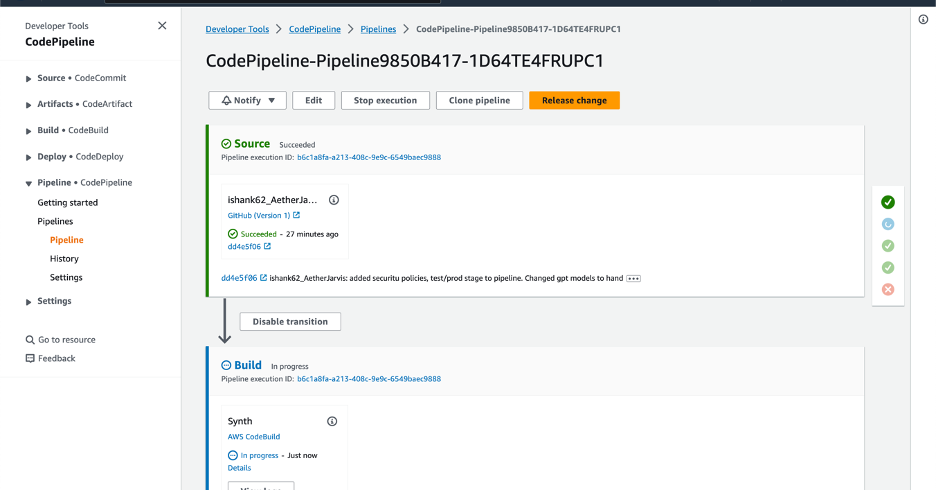 Developer Tools
CodePipeline
Source • CodeCommit
Artifacts • CodeArtifact
Build • CodeBuild
Deploy • CodeDeploy
Pipeline • CodePipeline
Getting started
Pipelines
Pipeline
History
Settings
Settings
Go to resource
Feedback
Developer Tools > CodePipeline > Pipelines > CodePipeline-Pipeline9850B417-1D64TE4FRUPC1
CodePipeline-Pipeline9850B417-1D64TE4FRUPC1
Notify Edit Stop execution Clone pipeline Release change
Source Succeeded
Pipeline execution ID: b6c1a8fa-a213-408c-9e9c-6549baec9888
ishank62_AetherJa...
GitHub (Version 1)
Succeeded - 27 minutes ago
dd4e5f06
dd4e5f06 ishank62_AetherJarvis: added securitu policies, test/prod stage to pipeline. Changed gpt models to hand
Disable transition
Build In progress
Pipeline execution ID: b6c1a8fa-a213-408c-9e9c-6549baec9888
Synth
AWS CodeBuild
In progress - Just now
Details